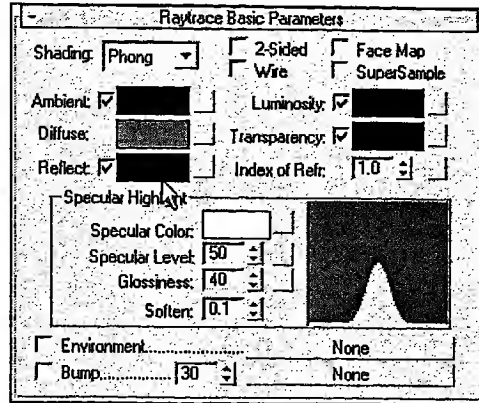 - Raytrace Basic Parameters
Shading: Phong 2-Sided Face Map
Wire SuperSample
Ambient: Luminosity:
Diffuse: Transparency:
Reflect: Index of Refr: 1.0
Specular Highlight
Specular Color:
Specular Level: 50
Glossiness: 40
Soften: 0.1
Environment........................ None
Bump............... 30 None